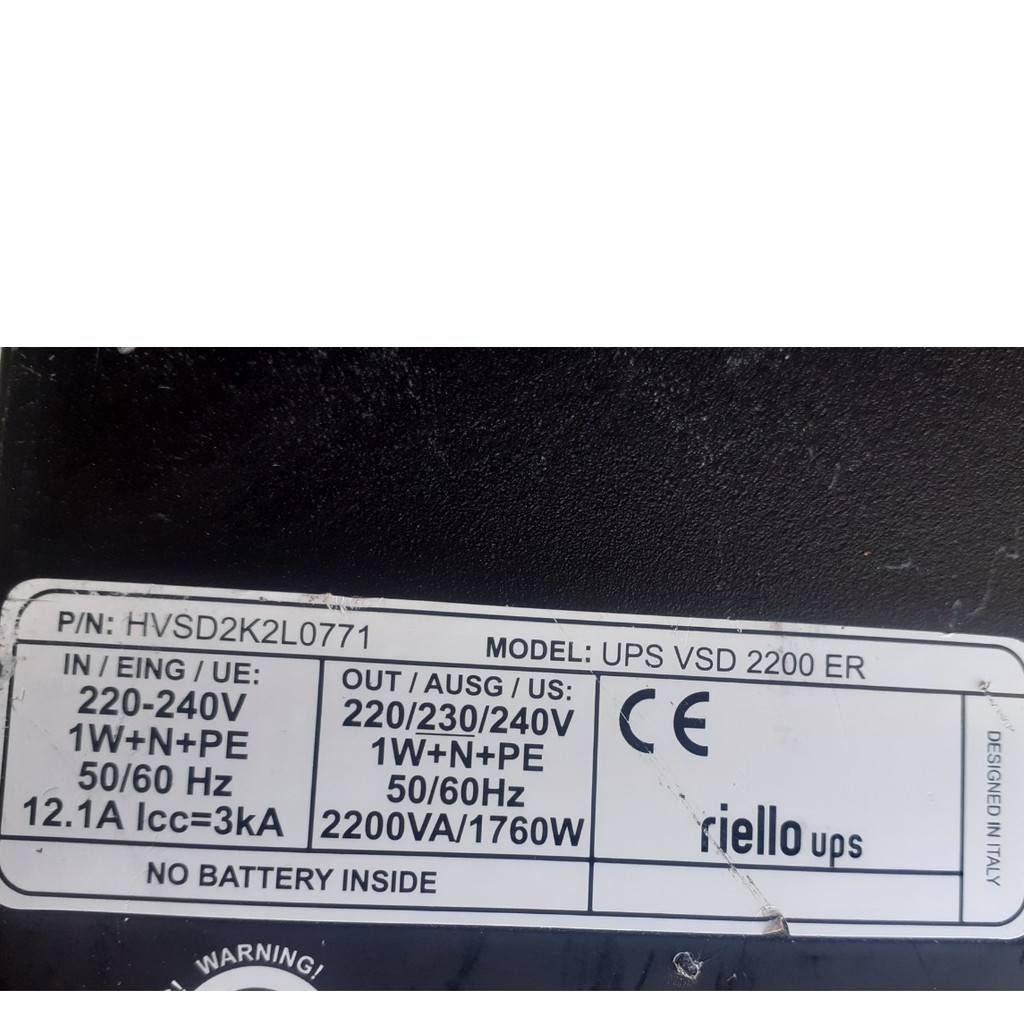 P/N: HVSD2K2L0771
MODEL: UPS VSD 2200 ER
IN / EING / UE:
220-240V
1W+N+PE
50/60 Hz
12.1A Icc=3kA
OUT / AUSG / US:
220/230/240V
1W+N+PE
50/60Hz
2200VA/1760W
CE
riello ups
DESIGNED IN ITALY
NO BATTERY INSIDE
WARNING!